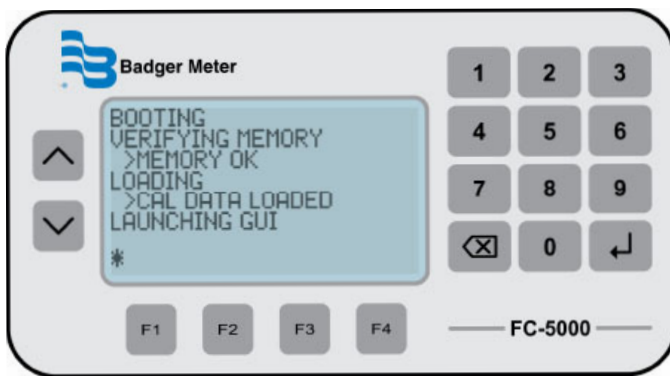 Badger Meter
BOOTING
VERIFYING MEMORY
>MEMORY OK
LOADING
>CAL DATA LOADED
LAUNCHING GUI
*
1 2 3
4 5 6
7 8 9
0
F1 F2 F3 F4
FC-5000